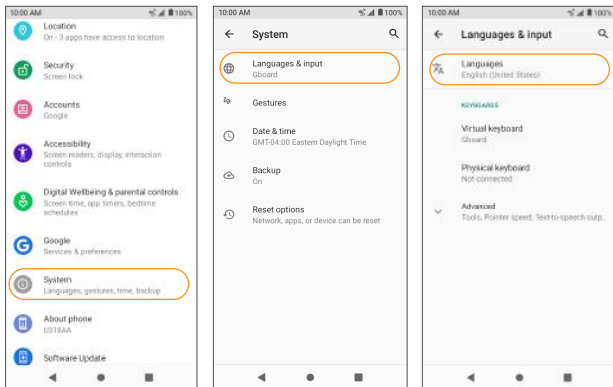 10:00 AM 100%
Location
On - 3 apps have access to location
Security
Screen lock
Accounts
Google
Accessibility
Screen readers, display, interaction
controls
Digital Wellbeing & parental controls
Screen time, app timers, bedtime
schedules
Google
Services & preferences
System
Languages, gestures, time, backup
About phone
U318AA
Software Update
10:00 AM 100%
System
Languages & input
Gboard
Gestures
Date & time
GMT-04:00 Eastern Daylight Time
Backup
On
Reset options
Network, apps, or device can be reset
10:00 AM 100%
Languages & input
Languages
English (United States)
KEYBOARDS
Virtual keyboard
Gboard
Physical keyboard
Not connected
Advanced
Tools, Pointer speed, Text-to-speech outp..